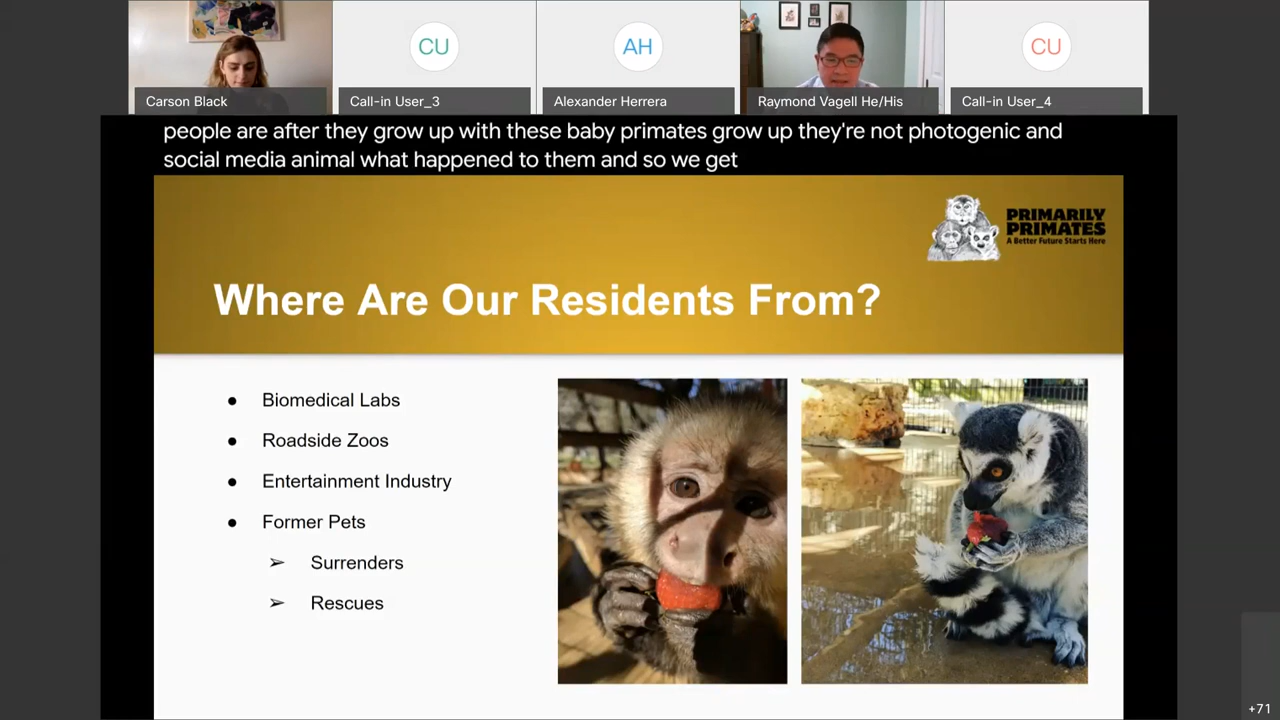 CU
AH
CU
Carson Black
Call-in User_3
Alexander Herrera
Raymond Vagell He/His
Call-in User_4
people are after they grow up with these baby primates grow up they're not photogenic and
social media animal what happened to them and so we get
PRIMARILY
PRIMATES
A Better Future Starts Here
Where Are Our Residents From?
● Biomedical Labs
● Roadside Zoos
● Entertainment Industry
● Former Pets
➢ Surrenders
➢ Rescues
+71